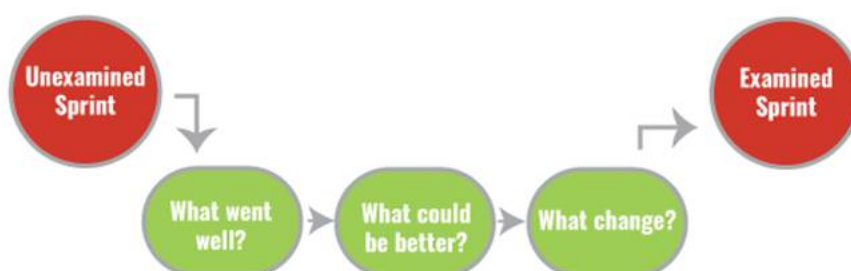 Unexamined
Sprint
Examined
Sprint
What went
well?
What could
be better?
What change?